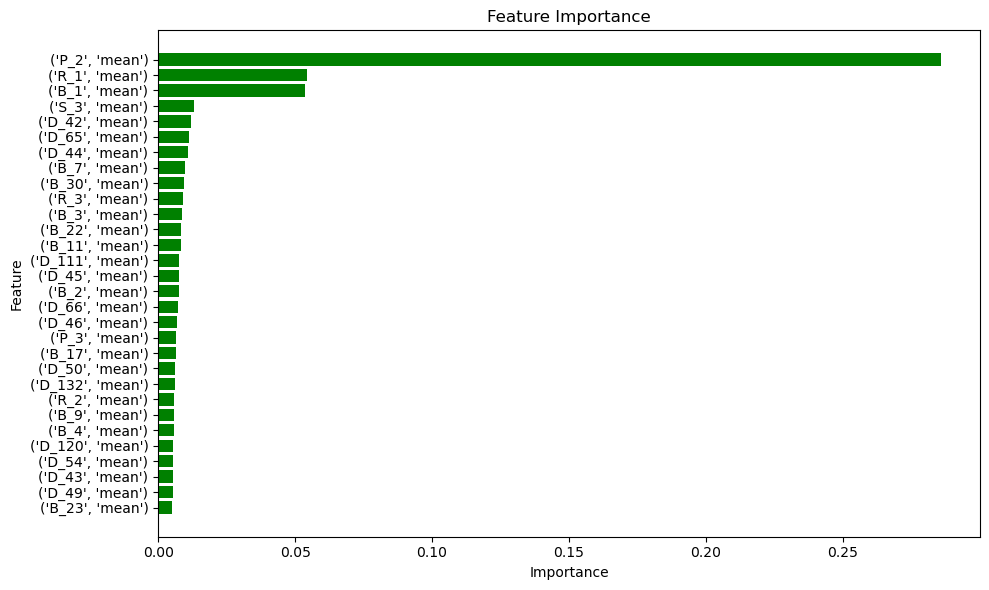 Feature Importance
('P_2', 'mean')
('R_1', 'mean')
('B_1', 'mean')
('S_3', 'mean')
('D_42', 'mean')
('D_65', 'mean')
('D_44', 'mean')
('B_7', 'mean')
('B_30', 'mean')
('R_3', 'mean')
('B_3', 'mean')
('B_22', 'mean')
('B_11', 'mean')
('D_111', 'mean')
('D_45', 'mean')
('B_2', 'mean')
('D_66', 'mean')
('D_46', 'mean')
('P_3', 'mean')
('B_17', 'mean')
('D_50', 'mean')
('D_132', 'mean')
('R_2', 'mean')
('B_9', 'mean')
('B_4', 'mean')
('D_120', 'mean')
('D_54', 'mean')
('D_43', 'mean')
('D_49', 'mean')
('B_23', 'mean')
Feature
0.00 0.05 0.10 0.15 0.20 0.25
Importance